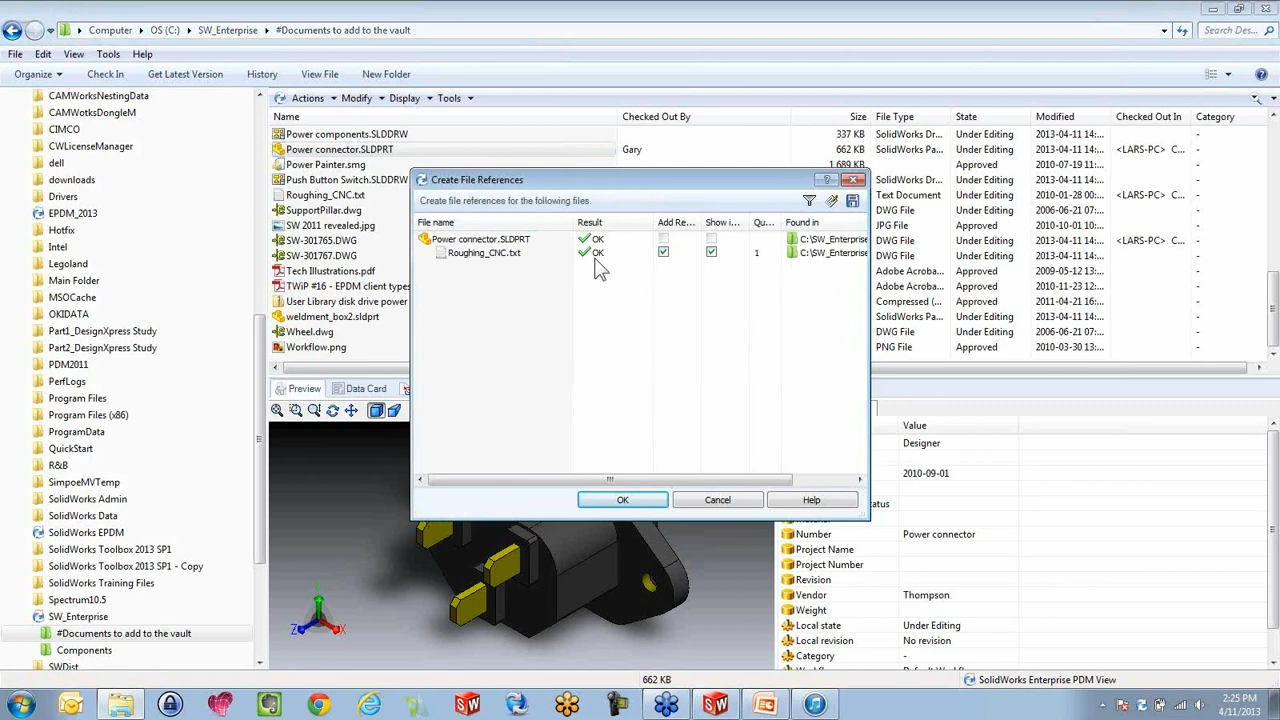 Computer ▸ OS (C:) ▸ SW_Enterprise ▸ #Documents to add to the vault
Search Des...
File Edit View Tools Help
Organize Check In Get Latest Version History View File New Folder
CAMWorksNestingData
CAMWotksDongleM
CIMCO
CWLicenseManager
dell
downloads
Drivers
EPDM_2013
Hotfix
Intel
Legoland
Main Folder
MSOCache
OKIDATA
Part1_DesignXpress Study
Part2_DesignXpress Study
PDM2011
PerfLogs
Program Files
Program Files (x86)
ProgramData
QuickStart
R&B
SimpoeMVTemp
SolidWorks Admin
SolidWorks Data
SolidWorks EPDM
SolidWorks Toolbox 2013 SP1
SolidWorks Toolbox 2013 SP1 - Copy
SolidWorks Training Files
Spectrum10.5
SW_Enterprise
#Documents to add to the vault
Components
SWDist
Actions Modify Display Tools
Name Checked Out By Size File Type State Modified Checked Out In Category
Power components.SLDDRW 337 KB SolidWorks Dr... Under Editing 2013-04-11 14:... -
Power connector.SLDPRT Gary 662 KB SolidWorks Pa... Under Editing 2013-04-11 14:... <LARS-PC> C... -
Power Painter.smg 1 689 KB Approved 2010-07-19 11:... -
Push Button Switch.SLDDRW SolidWorks Dr... Under Editing 2013-04-11 14:... <LARS-PC> C... -
Roughing_CNC.txt Text Document Under Editing 2010-01-28 00:... <LARS-PC> C... -
SupportPillar.dwg DWG File Under Editing 2006-06-21 07:... -
SW 2011 revealed.jpg JPG File Approved 2010-11-22 14:... -
SW-301765.DWG DWG File Under Editing 2013-04-11 14:... <LARS-PC> C... -
SW-301765.DWG DWG File Under Editing 2013-04-11 14:... -
Tech Illustrations.pdf Adobe Acroba... Approved 2009-05-12 13:... -
TWiP #16 - EPDM client types Adobe Acroba... Approved 2010-11-23 12:... -
User Library disk drive power Compressed (... Approved 2011-04-21 16:... -
weldment_box2.sldprt SolidWorks Pa... Under Editing 2013-04-11 14:... -
Wheel.dwg DWG File Under Editing 2006-06-21 07:... -
Workflow.png PNG File Approved 2010-03-30 13:... -
Create File References
Create file references for the following files.
File name Result Add Re... Show i... Qu... Found in
Power connector.SLDPRT OK C:\SW_Enterprise
Roughing_CNC.txt OK 1 C:\SW_Enterprise
OK Cancel Help
Preview Data Card
Value
Designer
2010-09-01
Number Power connector
Project Name
Project Number
Revision
Vendor Thompson
Weight
Local state Under Editing
Local revision No revision
Category -
Z X
662 KB SolidWorks Enterprise PDM View
2:25 PM
4/11/2013